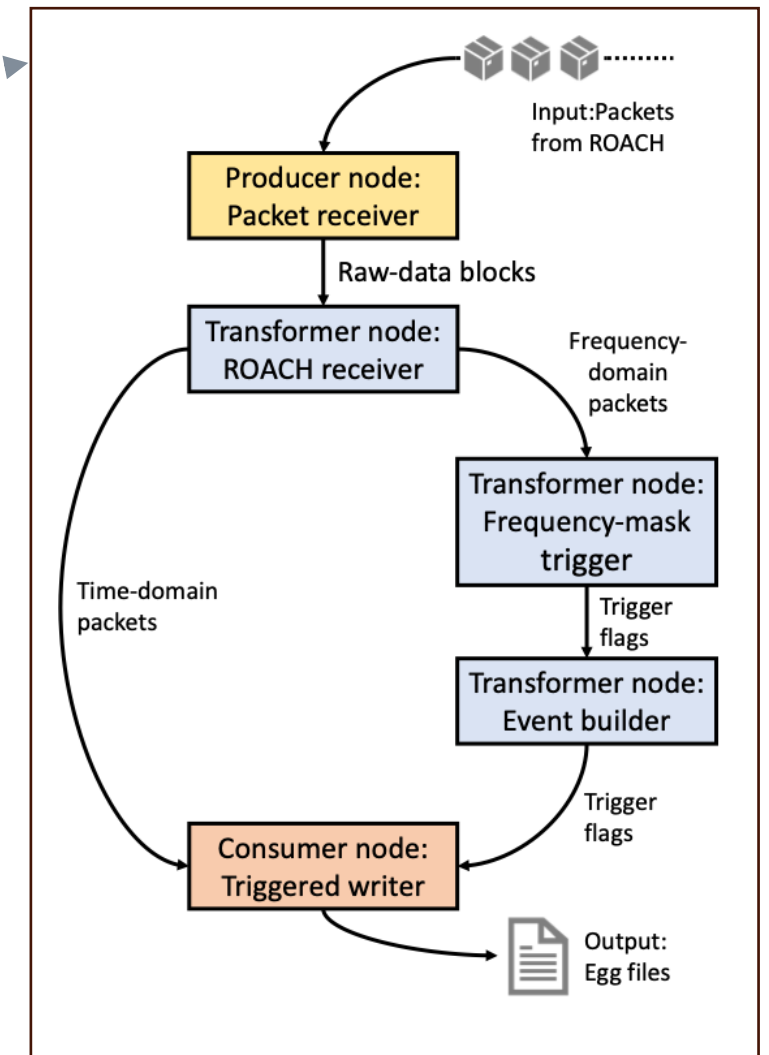 Input:Packets
from ROACH
Producer node:
Packet receiver
Raw-data blocks
Transformer node:
ROACH receiver
Frequency-
domain
packets
Transformer node:
Frequency-mask
trigger
Time-domain
packets
Trigger
flags
Transformer node:
Event builder
Trigger
flags
Consumer node:
Triggered writer
Output:
Egg files